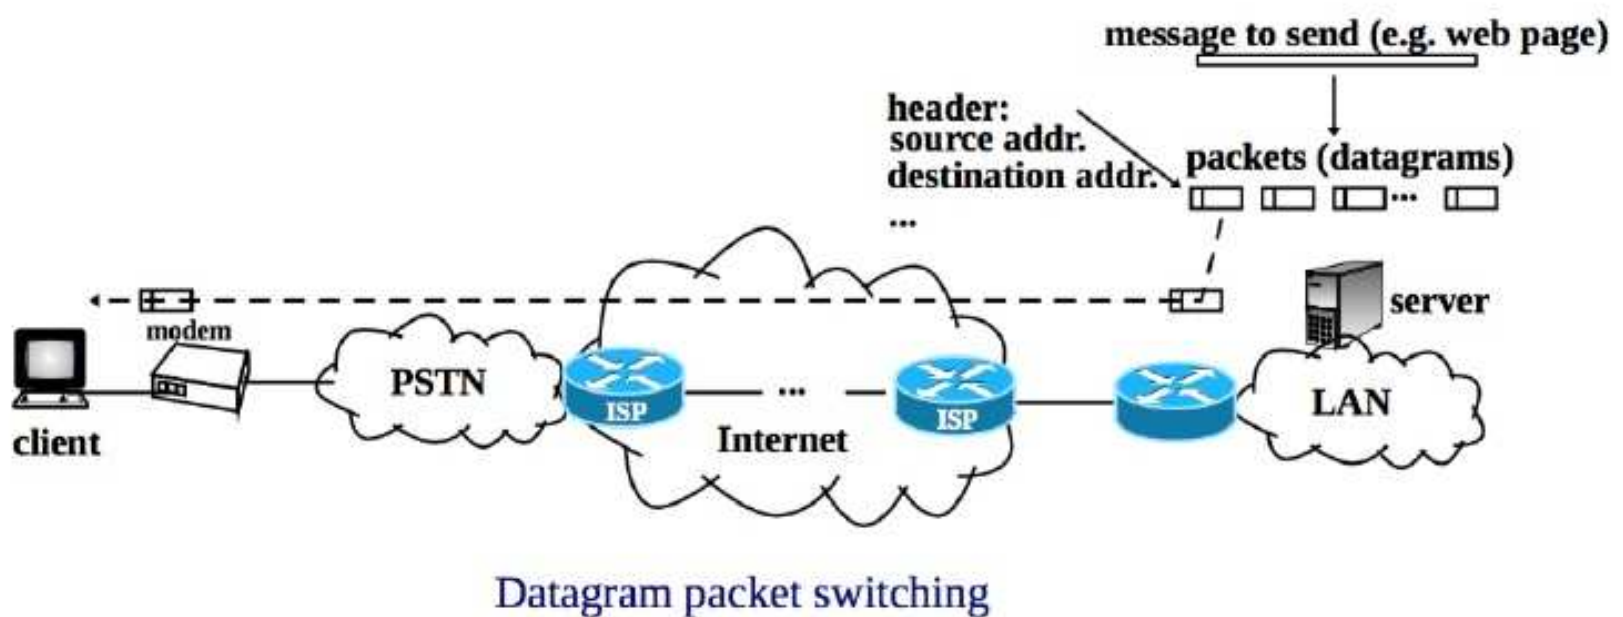 message to send (e.g. web page)
header:
source addr.
destination addr.
...
packets (datagrams)
...
modem
server
PSTN
ISP
...
ISP
LAN
client
Internet
Datagram packet switching